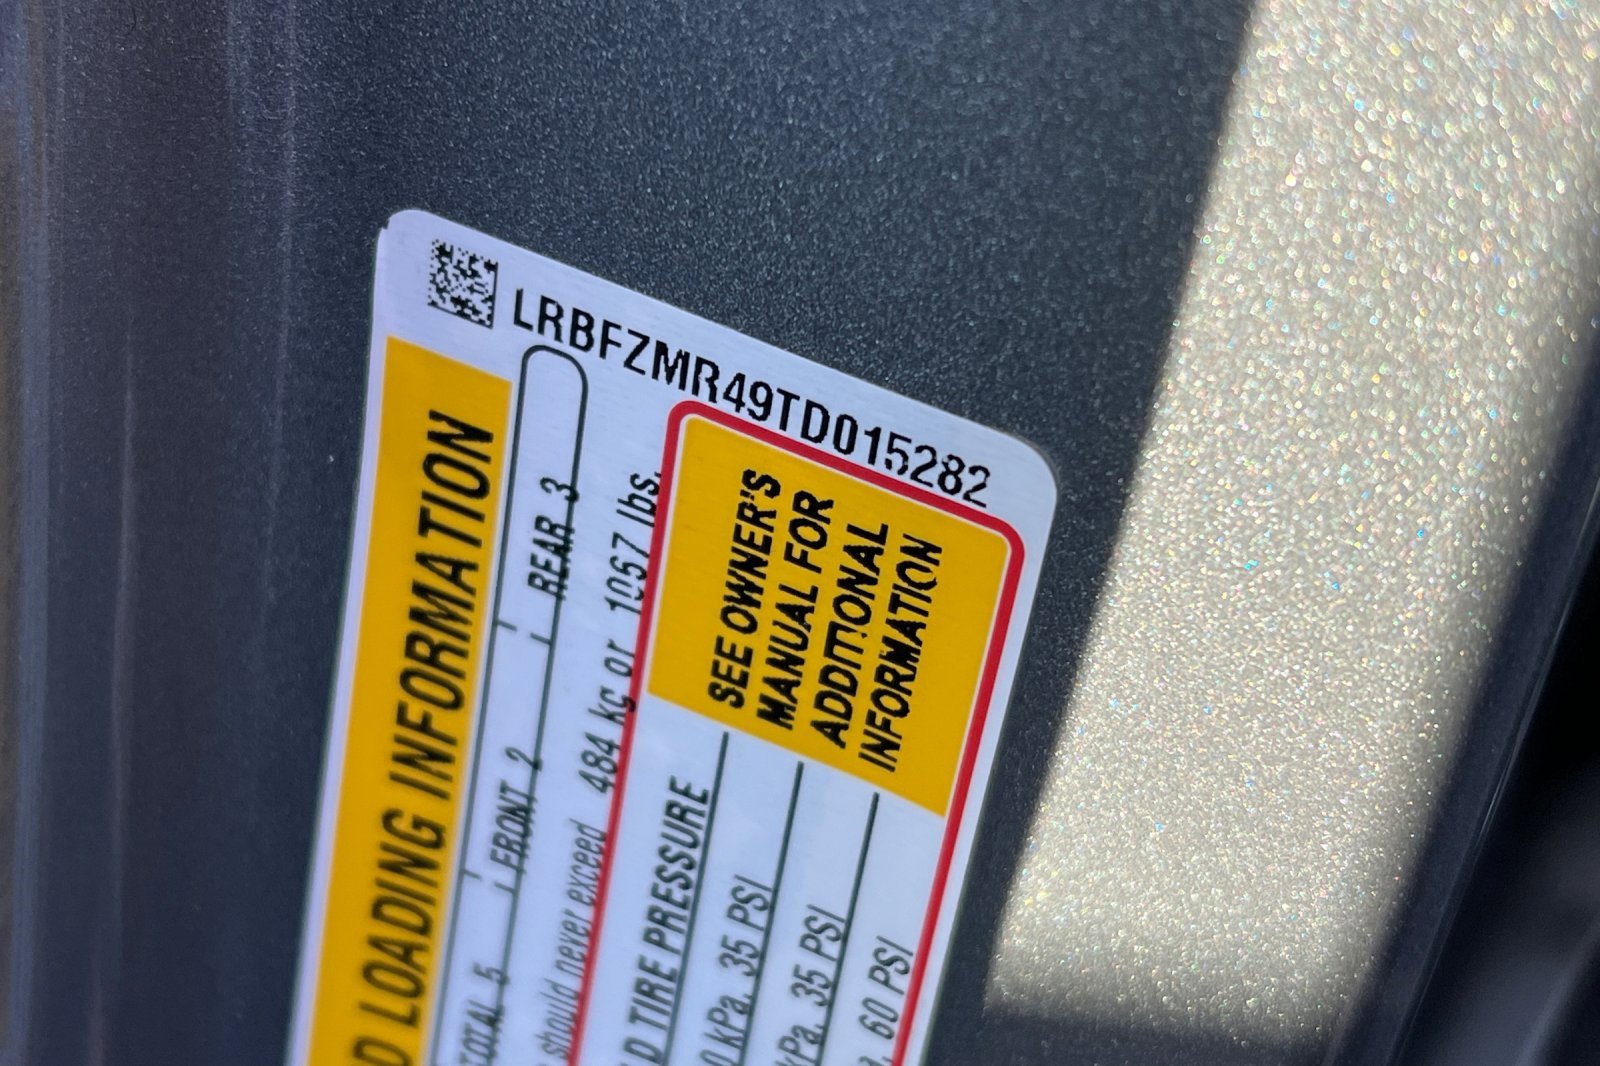 LRBFZMR49TD015282
D LOADING INFORMATION
TOTAL 5 FRONT 2 REAR 3
should never exceed 484 kg or 1067 lbs.
TIRE PRESSURE
SEE OWNER'S
MANUAL FOR
ADDITIONAL
INFORMATION
kPa, 35 PSI
kPa, 35 PSI
60 PSI